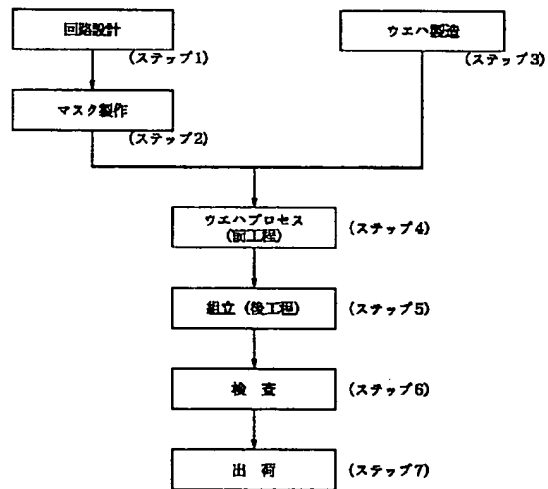 回路設計
(ステップ1)
ウエハ製造
(ステップ3)
マスク製作
(ステップ2)
ウエハプロセス
(前工程)
(ステップ4)
組立(後工程)
(ステップ5)
検 査
(ステップ6)
出 荷
(ステップ7)